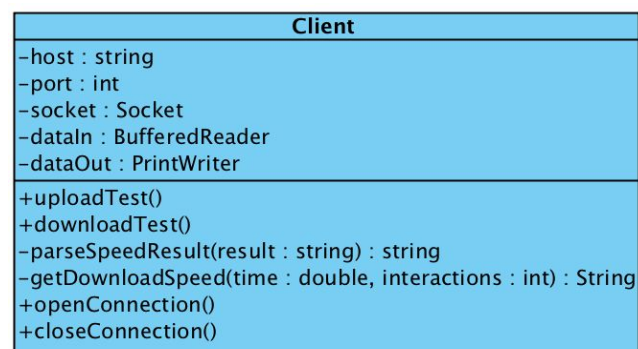 Client
-host : string
-port : int
-socket : Socket
-dataIn : BufferedReader
-dataOut : PrintWriter
+uploadTest()
+downloadTest()
-parseSpeedResult(result : string) : string
-getDownloadSpeed(time : double, interactions : int) : String
+openConnection()
+closeConnection()